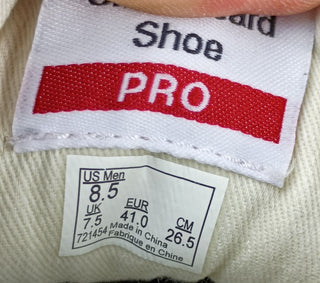 Shoe
PRO
US Men
8.5
UK EUR CM
7.5 41.0 26.5
721454 Made in China
Fabrique en Chine